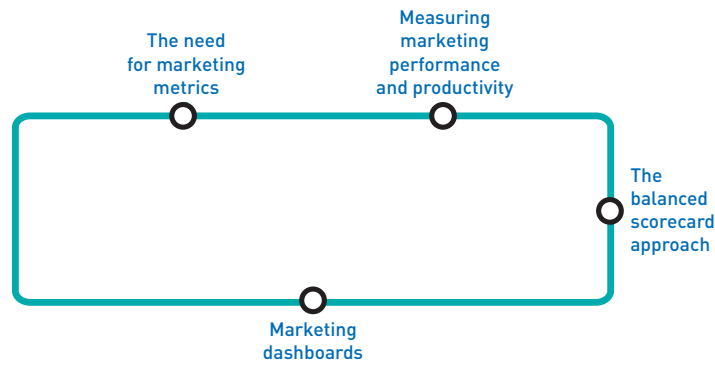 The need
for marketing
metrics
Measuring
marketing
performance
and productivity
The
balanced
scorecard
approach
Marketing
dashboards